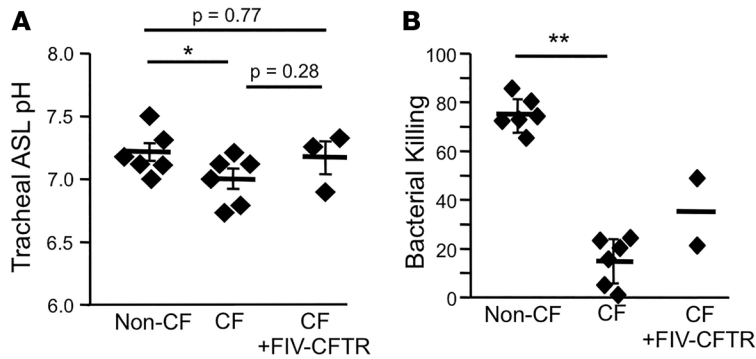 A
p = 0.77
*
p = 0.28
Tracheal ASL pH
8.0
7.5
7.0
6.5
6.0
Non-CF
CF
CF
+FIV-CFTR
B
**
Bacterial Killing
100
80
60
40
20
0
Non-CF
CF
CF
+FIV-CFTR